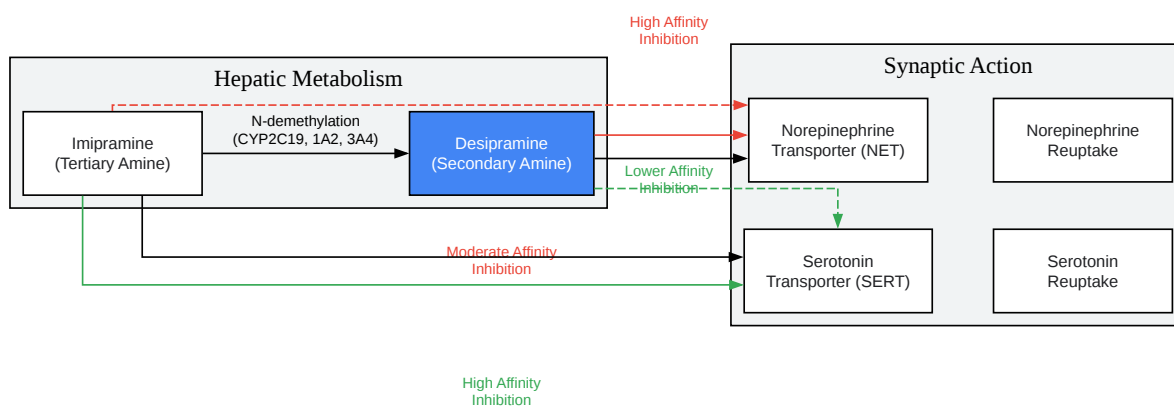 High Affinity
Inhibition
Hepatic Metabolism
Synaptic Action
Imipramine
(Tertiary Amine)
N-demethylation
(CYP2C19, 1A2, 3A4)
Desipramine
(Secondary Amine)
Norepinephrine
Transporter (NET)
Norepinephrine
Reuptake
Lower Affinity
Inhibition
Moderate Affinity
Inhibition
Serotonin
Transporter (SERT)
Serotonin
Reuptake
High Affinity
Inhibition